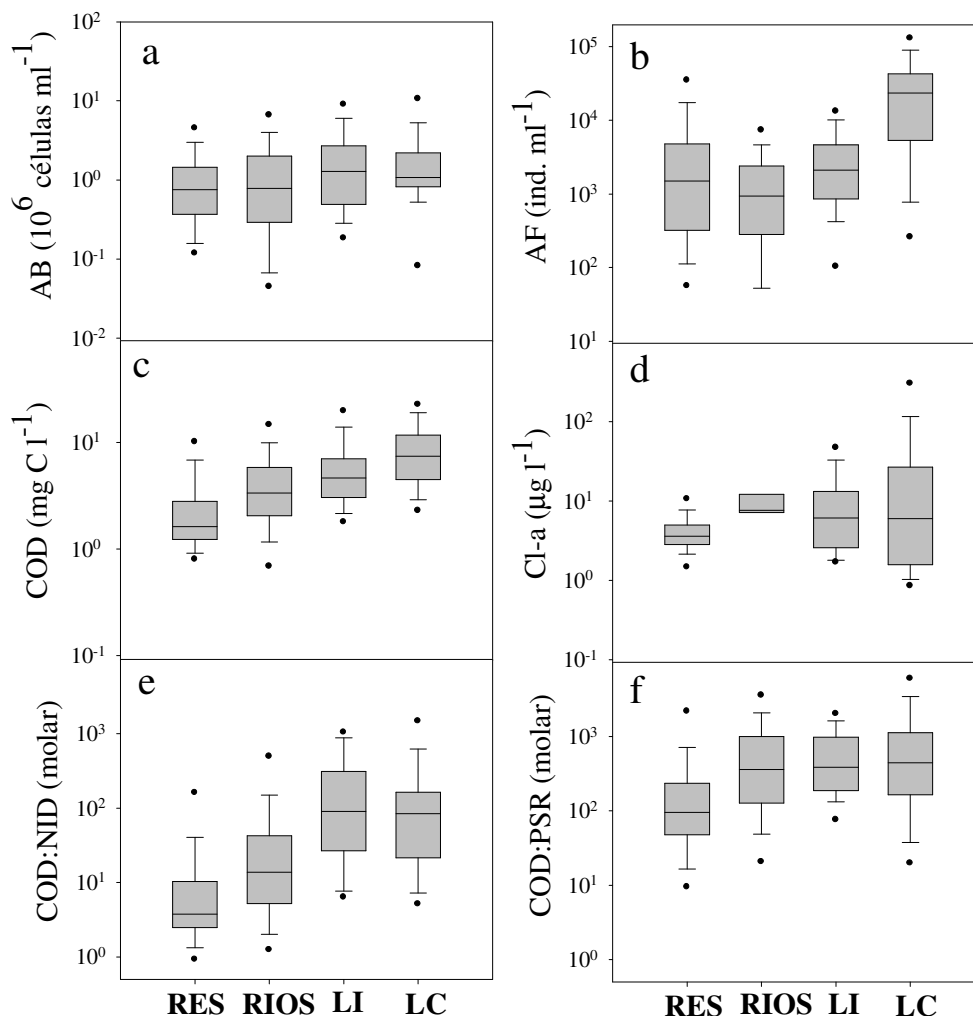 a
AB (10^6 células ml^-1)
10^2
10^1
10^0
10^-1
10^-2
b
AF (ind. ml^-1)
10^5
10^4
10^3
10^2
10^1
c
COD (mg C l^-1)
10^1
10^0
10^-1
d
Cl-a (µg l^-1)
10^2
10^1
10^0
10^-1
e
COD:NID (molar)
10^3
10^2
10^1
10^0
f
COD:PSR (molar)
10^3
10^2
10^1
10^0
RES RIOS LI LC
RES RIOS LI LC